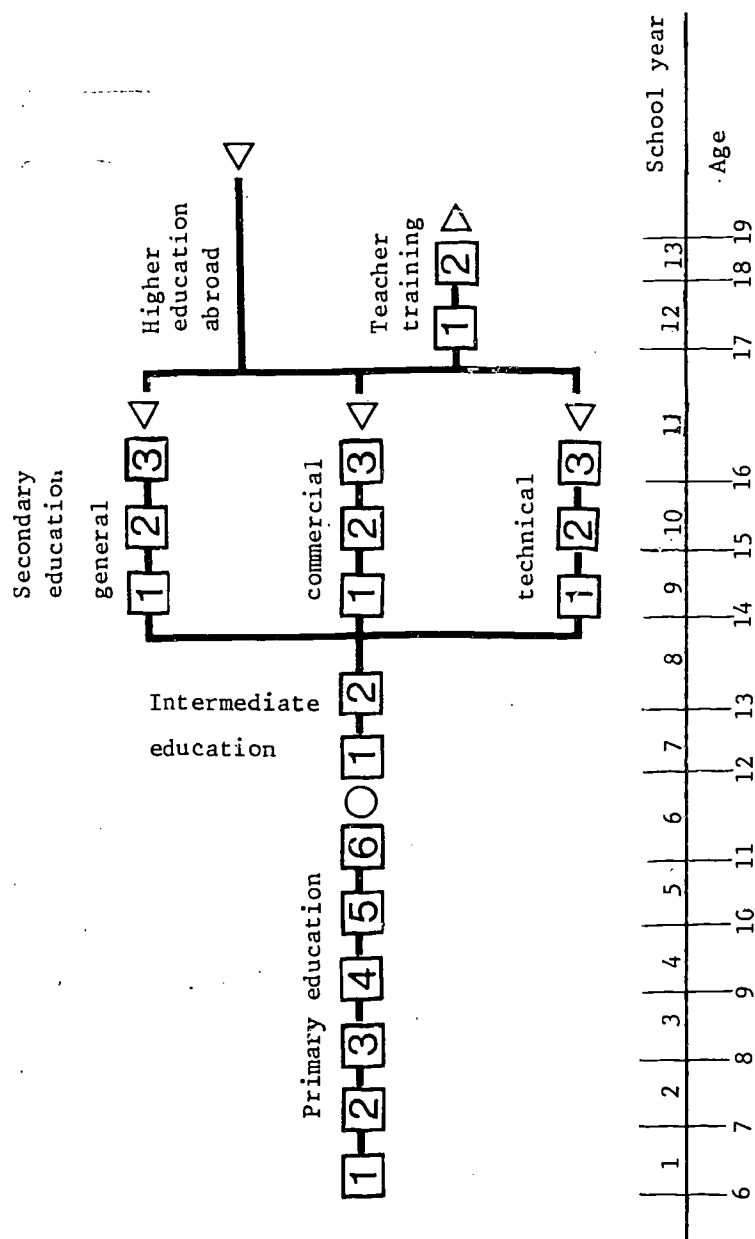 Higher
education
abroad
Secondary
education
general
1 2 3
Teacher
training
1 2
Intermediate
education
commercial
1 2 3
Primary education
1 2 3 4 5 6
1 2
technical
1 2 3
1 2 3 4 5 6 7 8 9 10 11 12 13 School year
6 7 8 9 10 11 12 13 14 15 16 17 18 19 Age